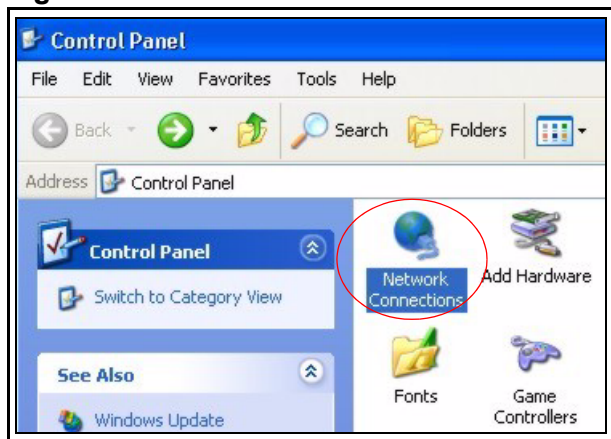 Control Panel
File Edit View Favorites Tools Help
Back Search Folders
Address Control Panel
Control Panel
Switch to Category View
See Also
Windows Update
Network
Connections
Add Hardware
Fonts
Game
Controllers